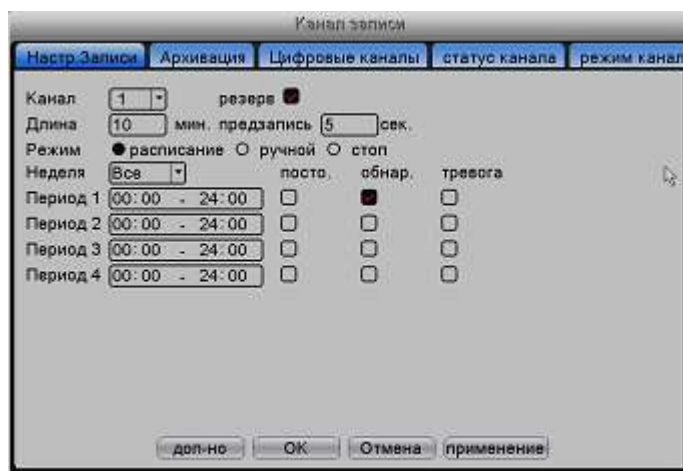 Канал записи
Настр.Записи Архивация Цифровые каналы статус канала режим канал
Канал 1 резерв
Длина 10 мин. предзапись 5 сек.
Режим расписание ручной стоп
Неделя Все посто. обнар. тревога
Период 1 00:00 - 24:00
Период 2 00:00 - 24:00
Период 3 00:00 - 24:00
Период 4 00:00 - 24:00
доп-но ОК Отмена применение